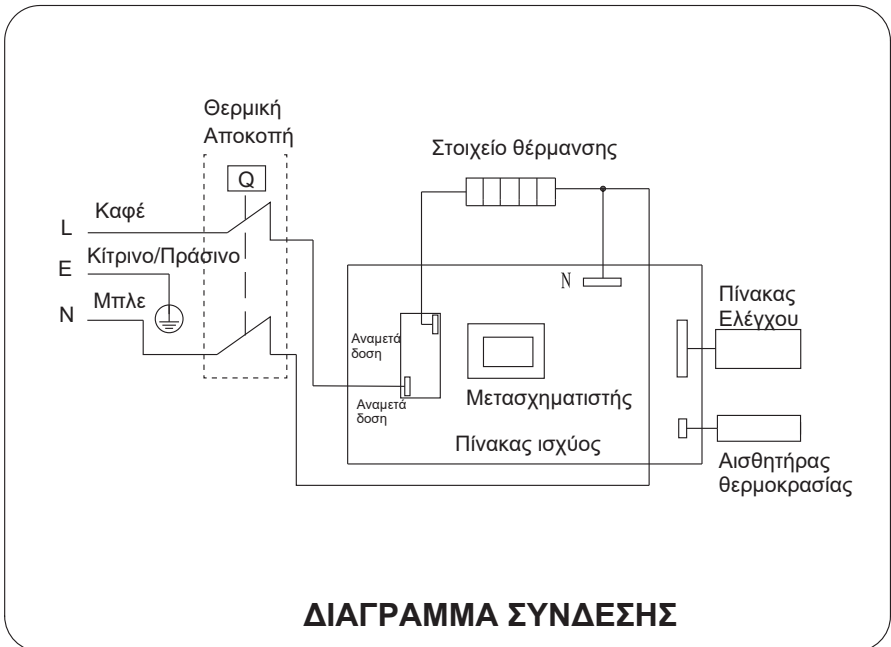 Θερμική
Αποκοπή
Στοιχείο θέρμανσης
Q
L
Καφέ
E
Κίτρινο/Πράσινο
N
Μπλε
N
Πίνακας
Ελέγχου
Αναμετά
δοση
Αναμετά
δοση
Μετασχηματιστής
Πίνακας ισχύος
Αισθητήρας
θερμοκρασίας
ΔΙΑΓΡΑΜΜΑ ΣΥΝΔΕΣΗΣ